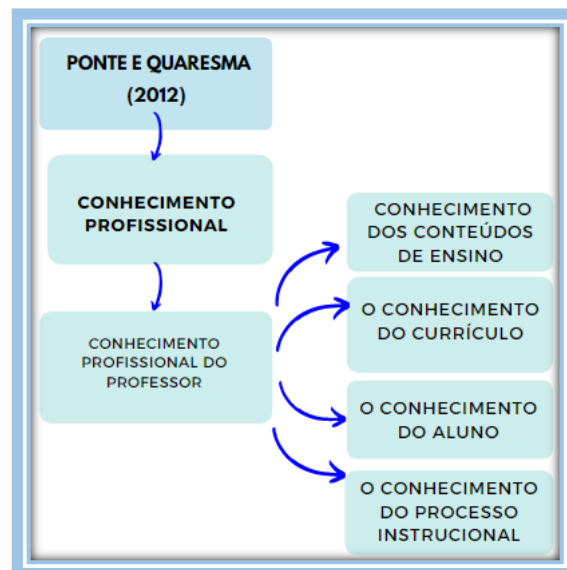 PONTE E QUARESMA
(2012)
CONHECIMENTO
PROFISSIONAL
CONHECIMENTO
PROFISSIONAL DO
PROFESSOR
CONHECIMENTO
DOS CONTEÚDOS
DE ENSINO
O CONHECIMENTO
DO CURRÍCULO
O CONHECIMENTO
DO ALUNO
O CONHECIMENTO
DO PROCESSO
INSTRUCIONAL